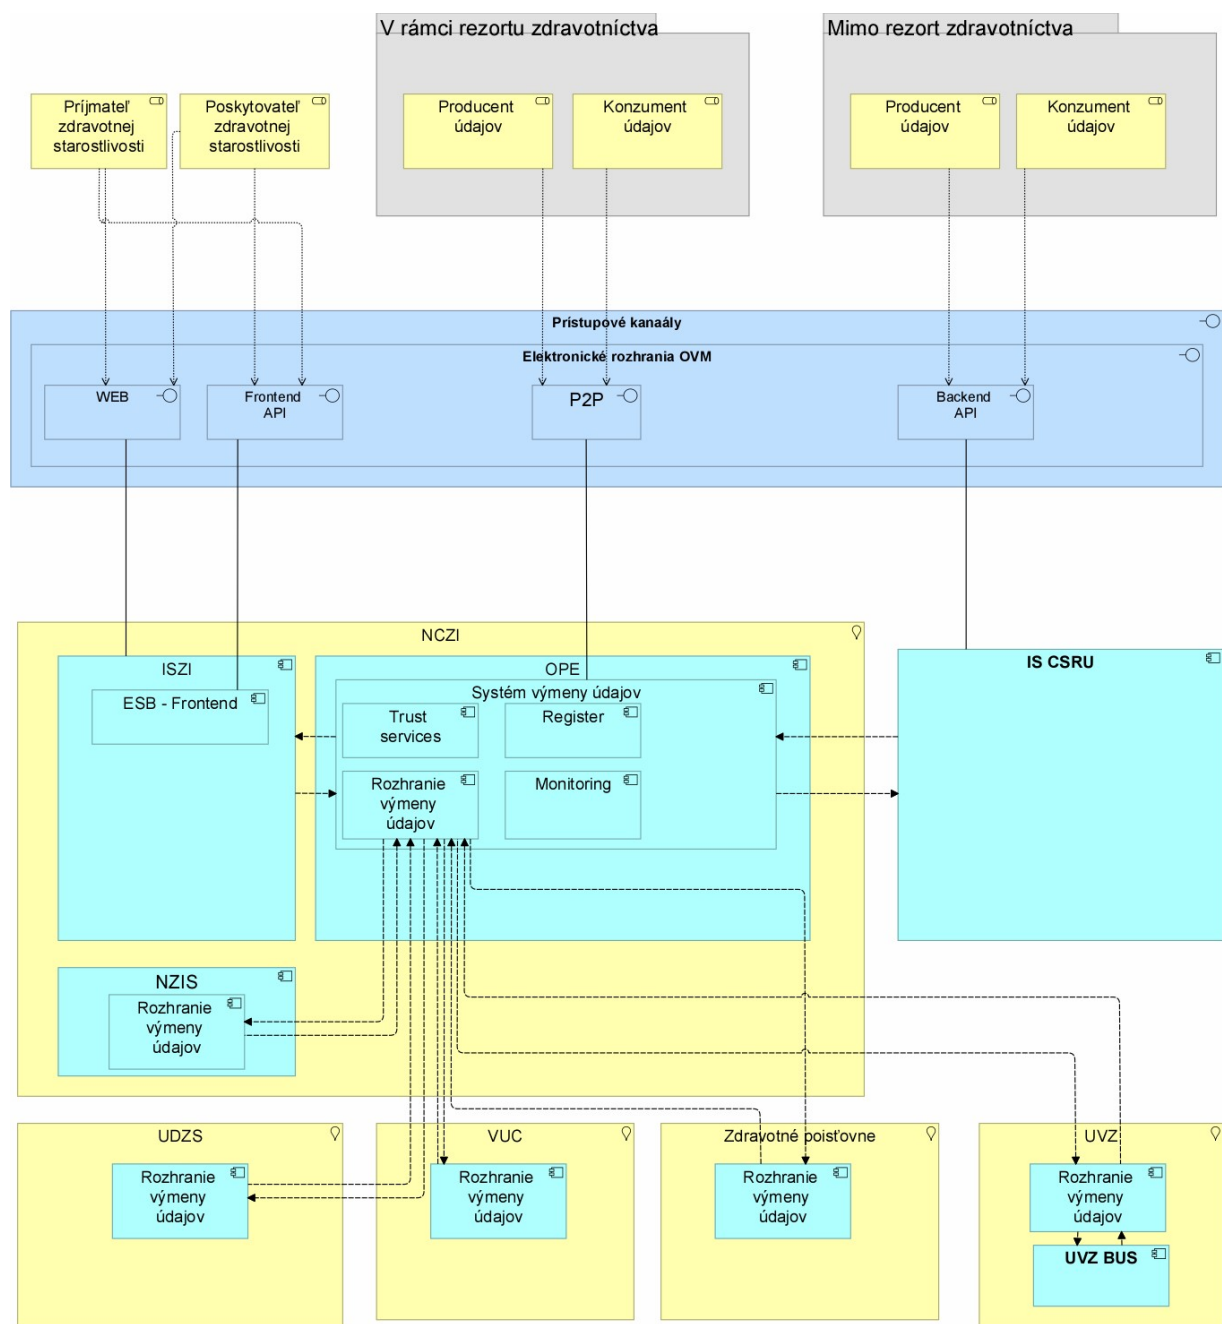 V rámci rezortu zdravotníctva
Mimo rezort zdravotníctva
Príjmateľ
zdravotnej
starostlivosti
Poskytovateľ
zdravotnej
starostlivosti
Producent
údajov
Konzument
údajov
Producent
údajov
Konzument
údajov
Prístupové kanaály
Elektronické rozhrania OVM
WEB
Frontend
API
P2P
Backend
API
NCZI
ISZI
ESB - Frontend
OPE
Systém výmeny údajov
Trust
services
Register
Rozhranie
výmeny
údajov
Monitoring
IS CSRU
NZIS
Rozhranie
výmeny
údajov
UDZS
Rozhranie
výmeny
údajov
VUC
Rozhranie
výmeny
údajov
Zdravotné poisťovne
Rozhranie
výmeny
údajov
UVZ
Rozhranie
výmeny
údajov
UVZ BUS